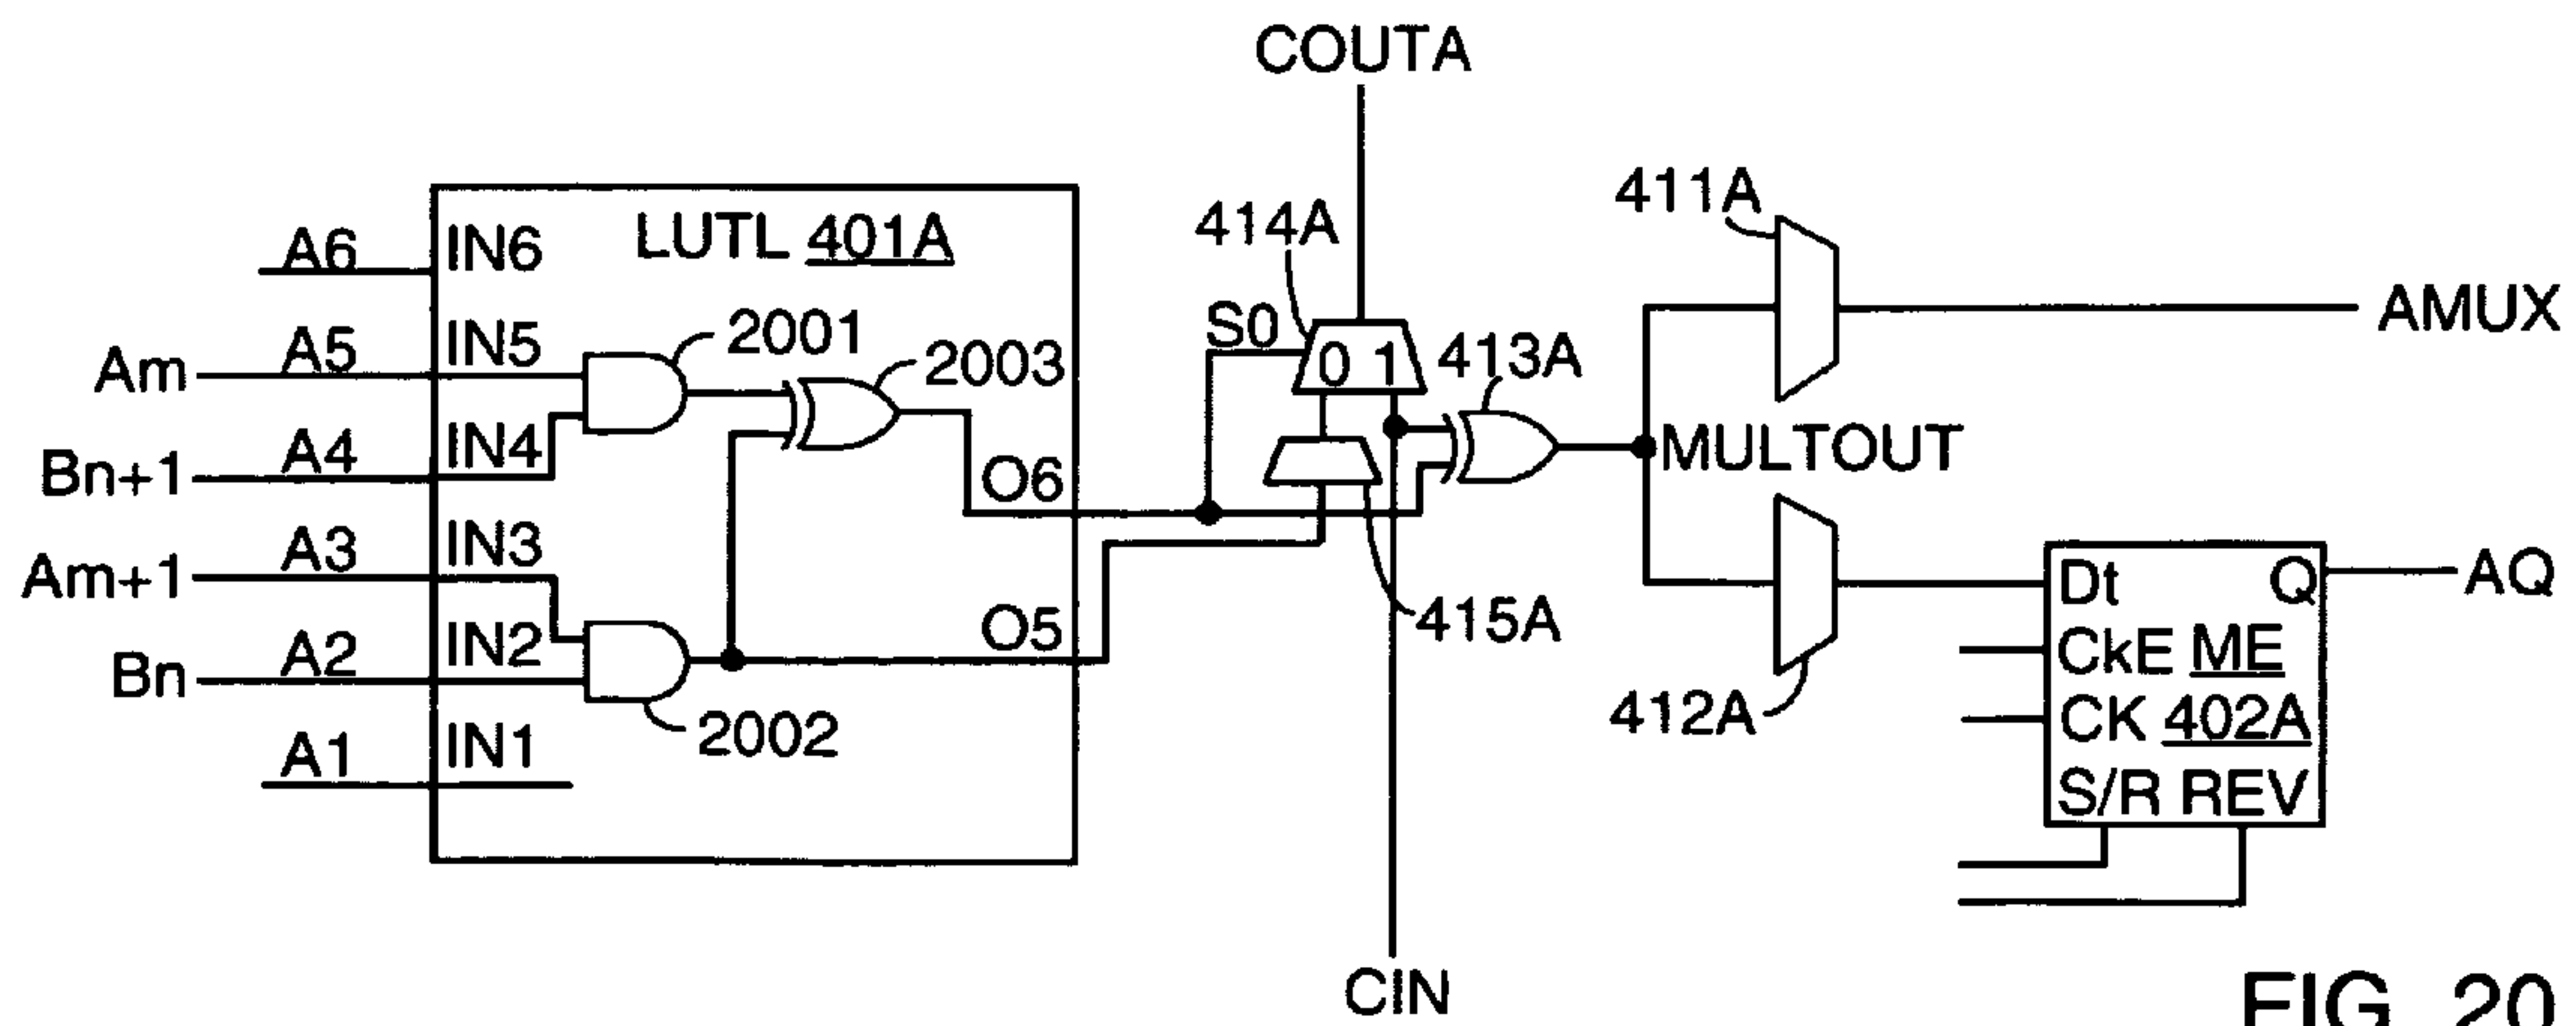 COUTA
411A
414A
LUTL 401A
A6 IN6
S0
2001
413A
AMUX
Am A5 IN5
2003
0 1
Bn+1 A4 IN4
O6
MULTOUT
Am+1 A3 IN3
Dt Q AQ
415A
Bn A2 IN2
O5
CkE ME
412A
CK 402A
2002
A1 IN1
S/R REV
CIN
FIG. 20